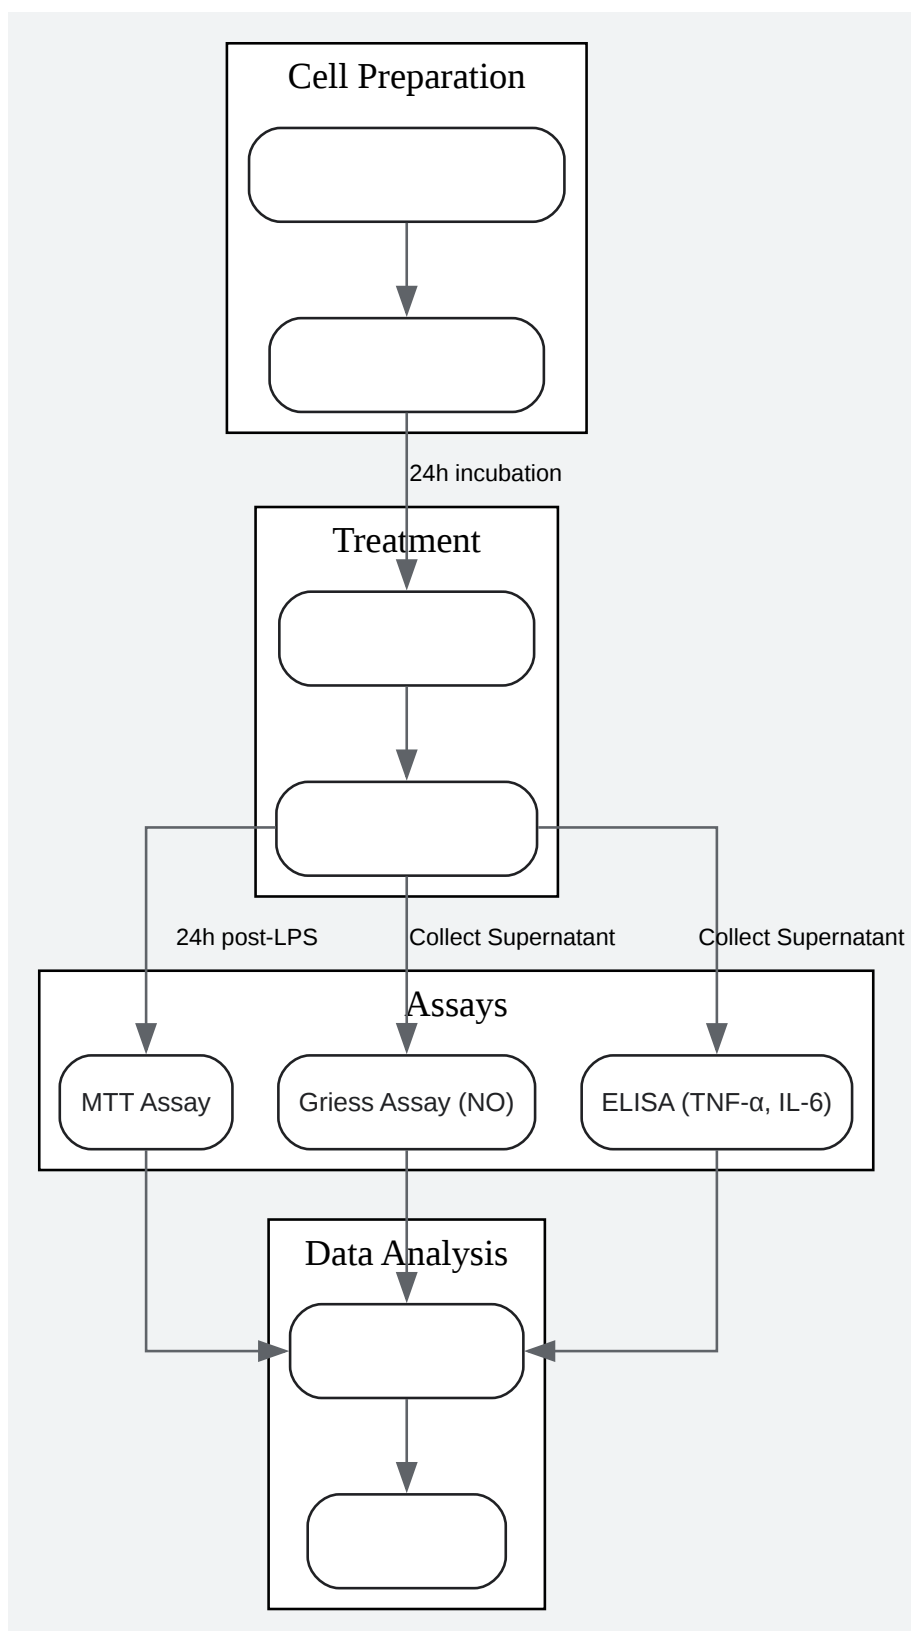 Cell Preparation
24h incubation
Treatment
24h post-LPS
Collect Supernatant
Collect Supernatant
Assays
MTT Assay
Griess Assay (NO)
ELISA (TNF-α, IL-6)
Data Analysis